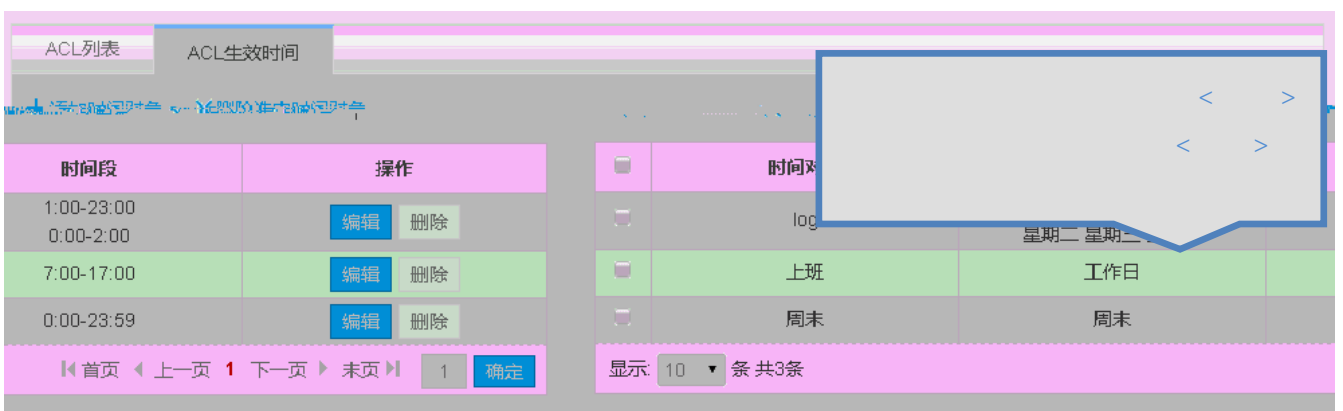 ACL列表 ACL生效时间
< >
< >
时间段 操作 时间对
1:00-23:00
0:00-2:00 编辑 删除 log
星期二 星期三
7:00-17:00 编辑 删除 上班 工作日
0:00-23:59 编辑 删除 周末 周末
首页 上一页 1 下一页 末页 1 确定 显示: 10 条 共3条